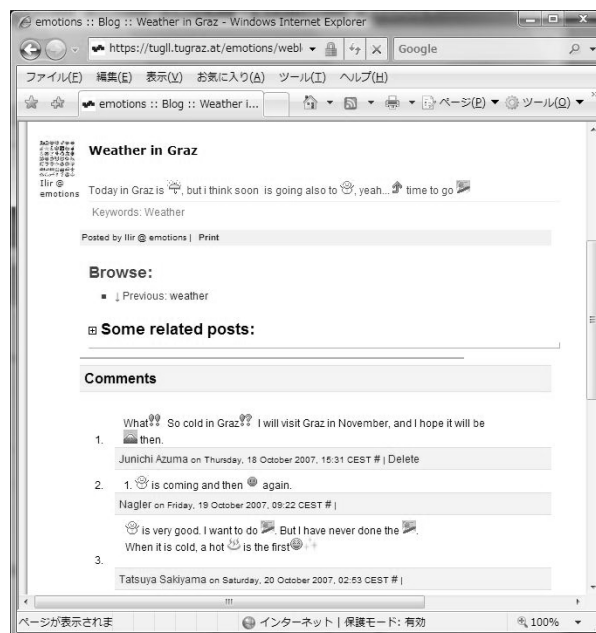 emotions :: Blog :: Weather in Graz - Windows Internet Explorer
https://tugll.tugraz.at/emotions/webl
Google
ファイル(F) 編集(E) 表示(V) お気に入り(A) ツール(T) ヘルプ(H)
emotions :: Blog :: Weather i...
ページ(P) ツール(O)
Weather in Graz
Ilir @
emotions
Today in Graz is , but i think soon is going also to , yeah... time to go
Keywords: Weather
Posted by Ilir @ emotions | Print
Browse:
↓ Previous: weather
Some related posts:
Comments
What‼ So cold in Graz⁇ I will visit Graz in November, and I hope it will be
1. then.
Junichi Azuma on Thursday, 18 October 2007, 15:31 CEST # | Delete
2. 1. is coming and then again.
Nagler on Friday, 19 October 2007, 09:22 CEST # |
is very good. I want to do . But I have never done the .
When it is cold, a hot is the first
3.
Tatsuya Sakiyama on Saturday, 20 October 2007, 02:53 CEST # |
ページが表示されま インターネット | 保護モード: 有効 100%